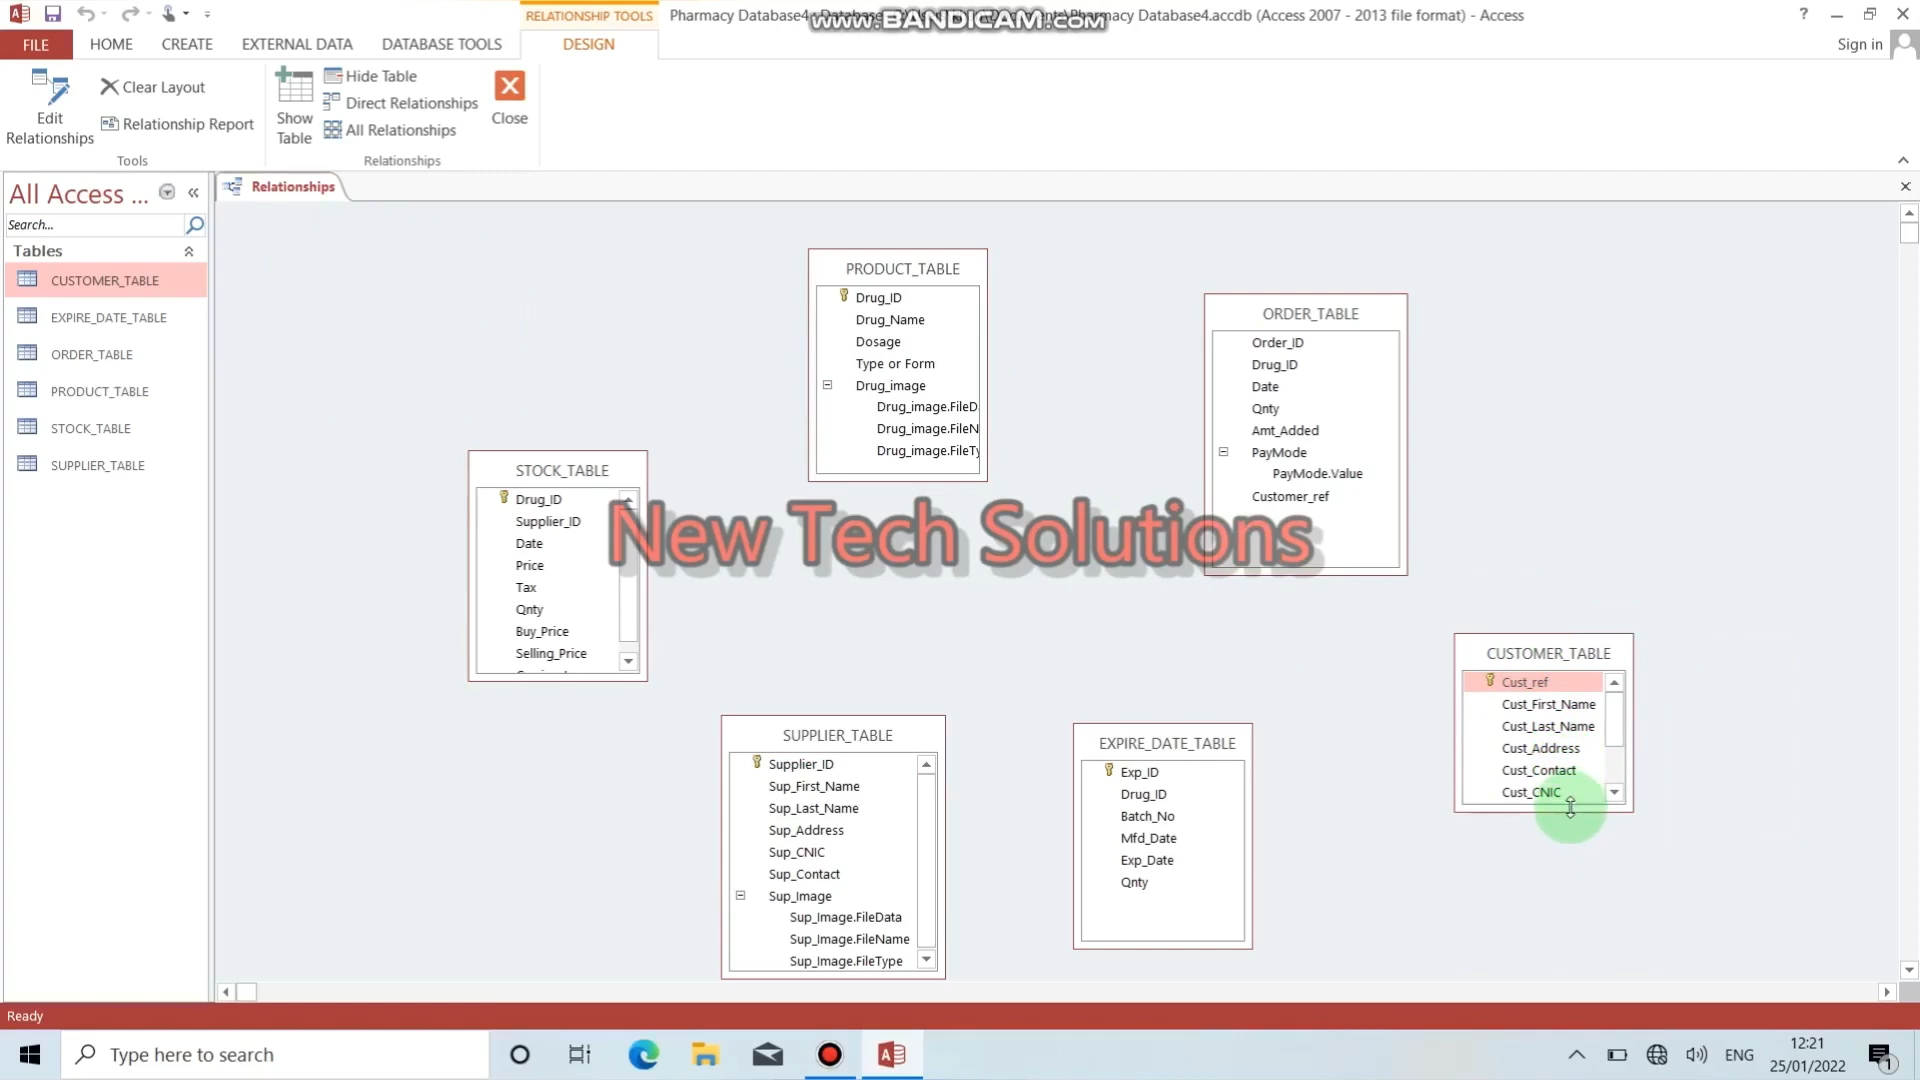 RELATIONSHIP TOOLS
Pharmacy Database4 : Database- C:\Users\
Documents\Pharmacy Database4.accdb (Access 2007 - 2013 file format) - Access
www.BANDICAM.com
?
FILE
HOME
CREATE
EXTERNAL DATA
DATABASE TOOLS
DESIGN
Sign in
Edit
Relationships
Clear Layout
Relationship Report
Tools
Show
Table
Hide Table
Direct Relationships
All Relationships
Relationships
Close
All Access ...
Search...
Tables
CUSTOMER_TABLE
EXPIRE_DATE_TABLE
ORDER_TABLE
PRODUCT_TABLE
STOCK_TABLE
SUPPLIER_TABLE
Relationships
PRODUCT_TABLE
Drug_ID
Drug_Name
Dosage
Type or Form
Drug_image
Drug_image.FileD
Drug_image.FileN
Drug_image.FileTy
ORDER_TABLE
Order_ID
Drug_ID
Date
Qnty
Amt_Added
PayMode
PayMode.Value
Customer_ref
STOCK_TABLE
Drug_ID
Supplier_ID
Date
Price
Tax
Qnty
Buy_Price
Selling_Price
New Tech Solutions
CUSTOMER_TABLE
Cust_ref
Cust_First_Name
Cust_Last_Name
Cust_Address
Cust_Contact
Cust_CNIC
SUPPLIER_TABLE
Supplier_ID
Sup_First_Name
Sup_Last_Name
Sup_Address
Sup_CNIC
Sup_Contact
Sup_Image
Sup_Image.FileData
Sup_Image.FileName
Sup_Image.FileType
EXPIRE_DATE_TABLE
Exp_ID
Drug_ID
Batch_No
Mfd_Date
Exp_Date
Qnty
Ready
Type here to search
ENG
12:21
25/01/2022
1